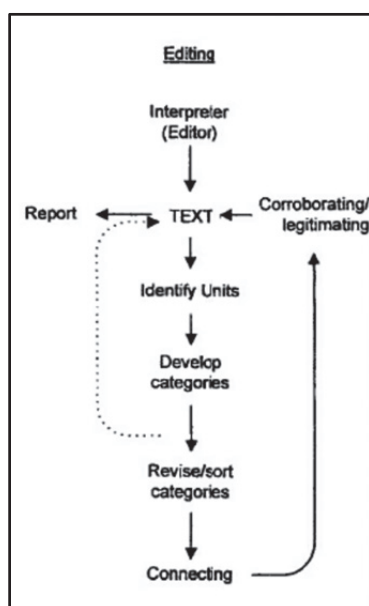 Editing
Interpreter
(Editor)
Report
TEXT
Corroborating/
legitimating
Identify Units
Develop
categories
Revise/sort
categories
Connecting